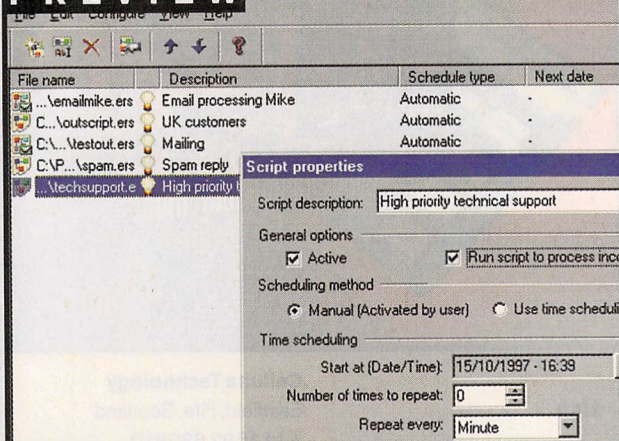 PREVIEW
File Edit Configure View Help
File name Description Schedule type Next date
...\emailmike.ers Email processing Mike Automatic -
C...\outscript.ers UK customers Automatic -
C:\...\testout.ers Mailing Automatic -
C:\P...\spam.ers Spam reply
...\techsupport.e High priority
Script properties
Script description: High priority technical support
General options
Active Run script to process inco
Scheduling method
Manual (Activated by user) Use time scheduli
Time scheduling
Start at (Date/Time): 15/10/1997 - 16:39
Number of times to repeat: 0
Repeat every: Minute